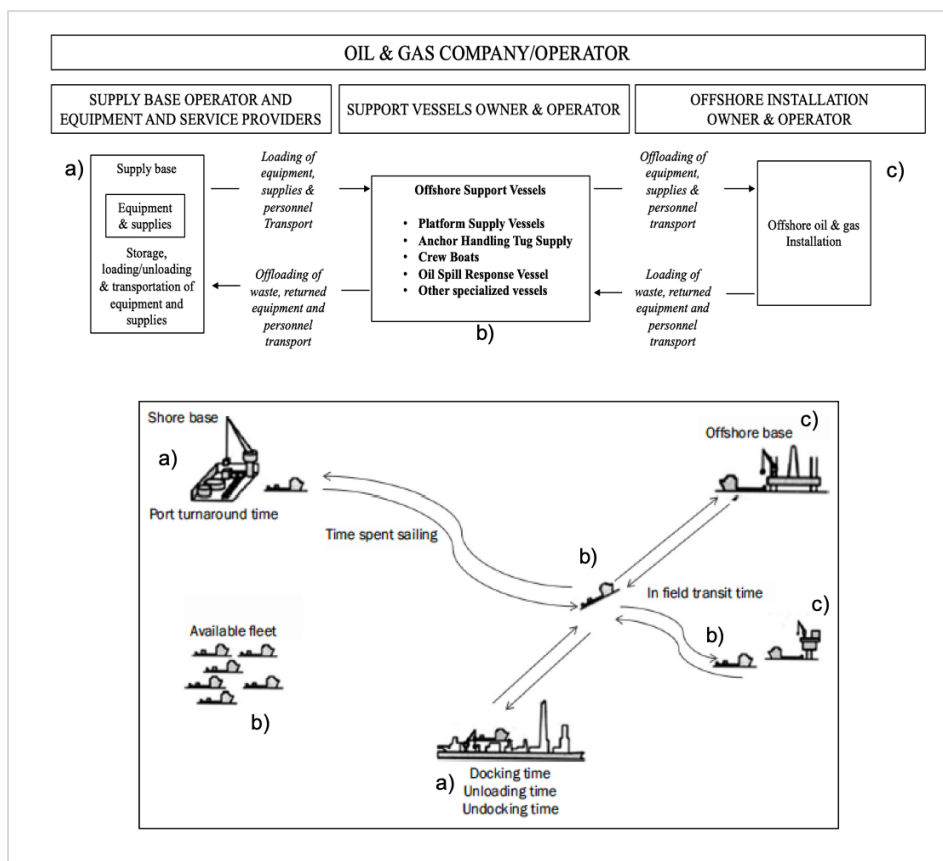 OIL & GAS COMPANY/OPERATOR
SUPPLY BASE OPERATOR AND
EQUIPMENT AND SERVICE PROVIDERS
SUPPORT VESSELS OWNER & OPERATOR
OFFSHORE INSTALLATION
OWNER & OPERATOR
a)
Supply base
Equipment
& supplies
Storage,
loading/unloading
& transportation of
equipment and
supplies
Loading of
equipment,
supplies &
personnel
Transport
Offloading of
waste, returned
equipment and
personnel
transport
Offshore Support Vessels
• Platform Supply Vessels
• Anchor Handling Tug Supply
• Crew Boats
• Oil Spill Response Vessel
• Other specialized vessels
b)
Offloading of
equipment,
supplies &
personnel
transport
Loading of
waste, returned
equipment and
personnel
transport
c)
Offshore oil & gas
Installation
Shore base
a)
Port turnaround time
Time spent sailing
c)
Offshore base
b)
In field transit time
c)
b)
Available fleet
b)
a)
Docking time
Unloading time
Undocking time